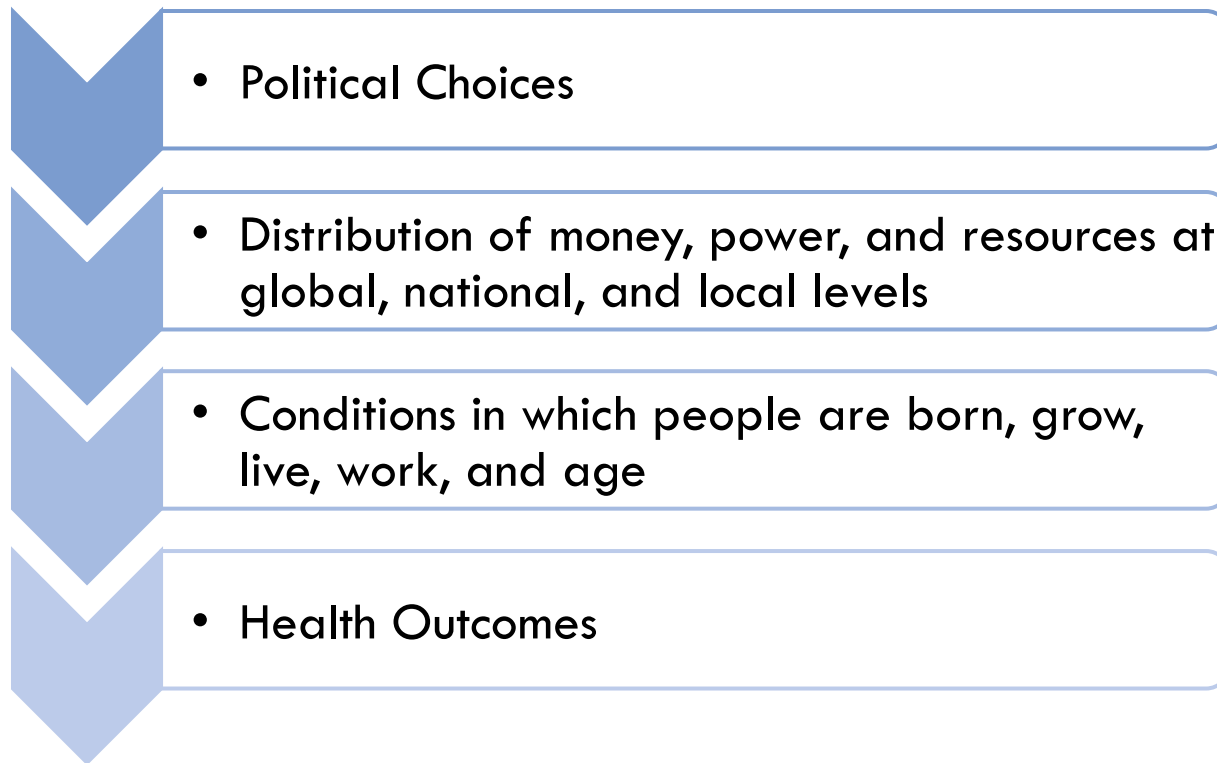 • Political Choices
• Distribution of money, power, and resources at
global, national, and local levels
• Conditions in which people are born, grow,
live, work, and age
• Health Outcomes